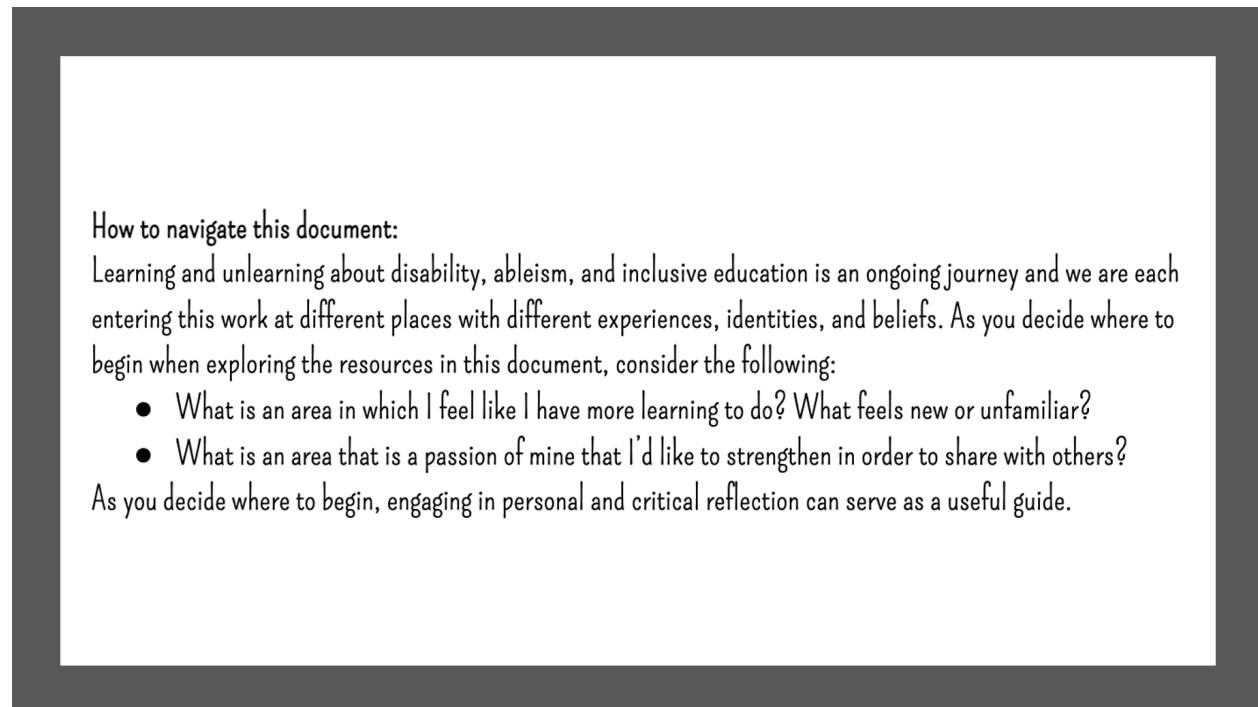 How to navigate this document:
Learning and unlearning about disability, ableism, and inclusive education is an ongoing journey and we are each
entering this work at different places with different experiences, identities, and beliefs. As you decide where to
begin when exploring the resources in this document, consider the following:
● What is an area in which I feel like I have more learning to do? What feels new or unfamiliar?
● What is an area that is a passion of mine that I'd like to strengthen in order to share with others?
As you decide where to begin, engaging in personal and critical reflection can serve as a useful guide.